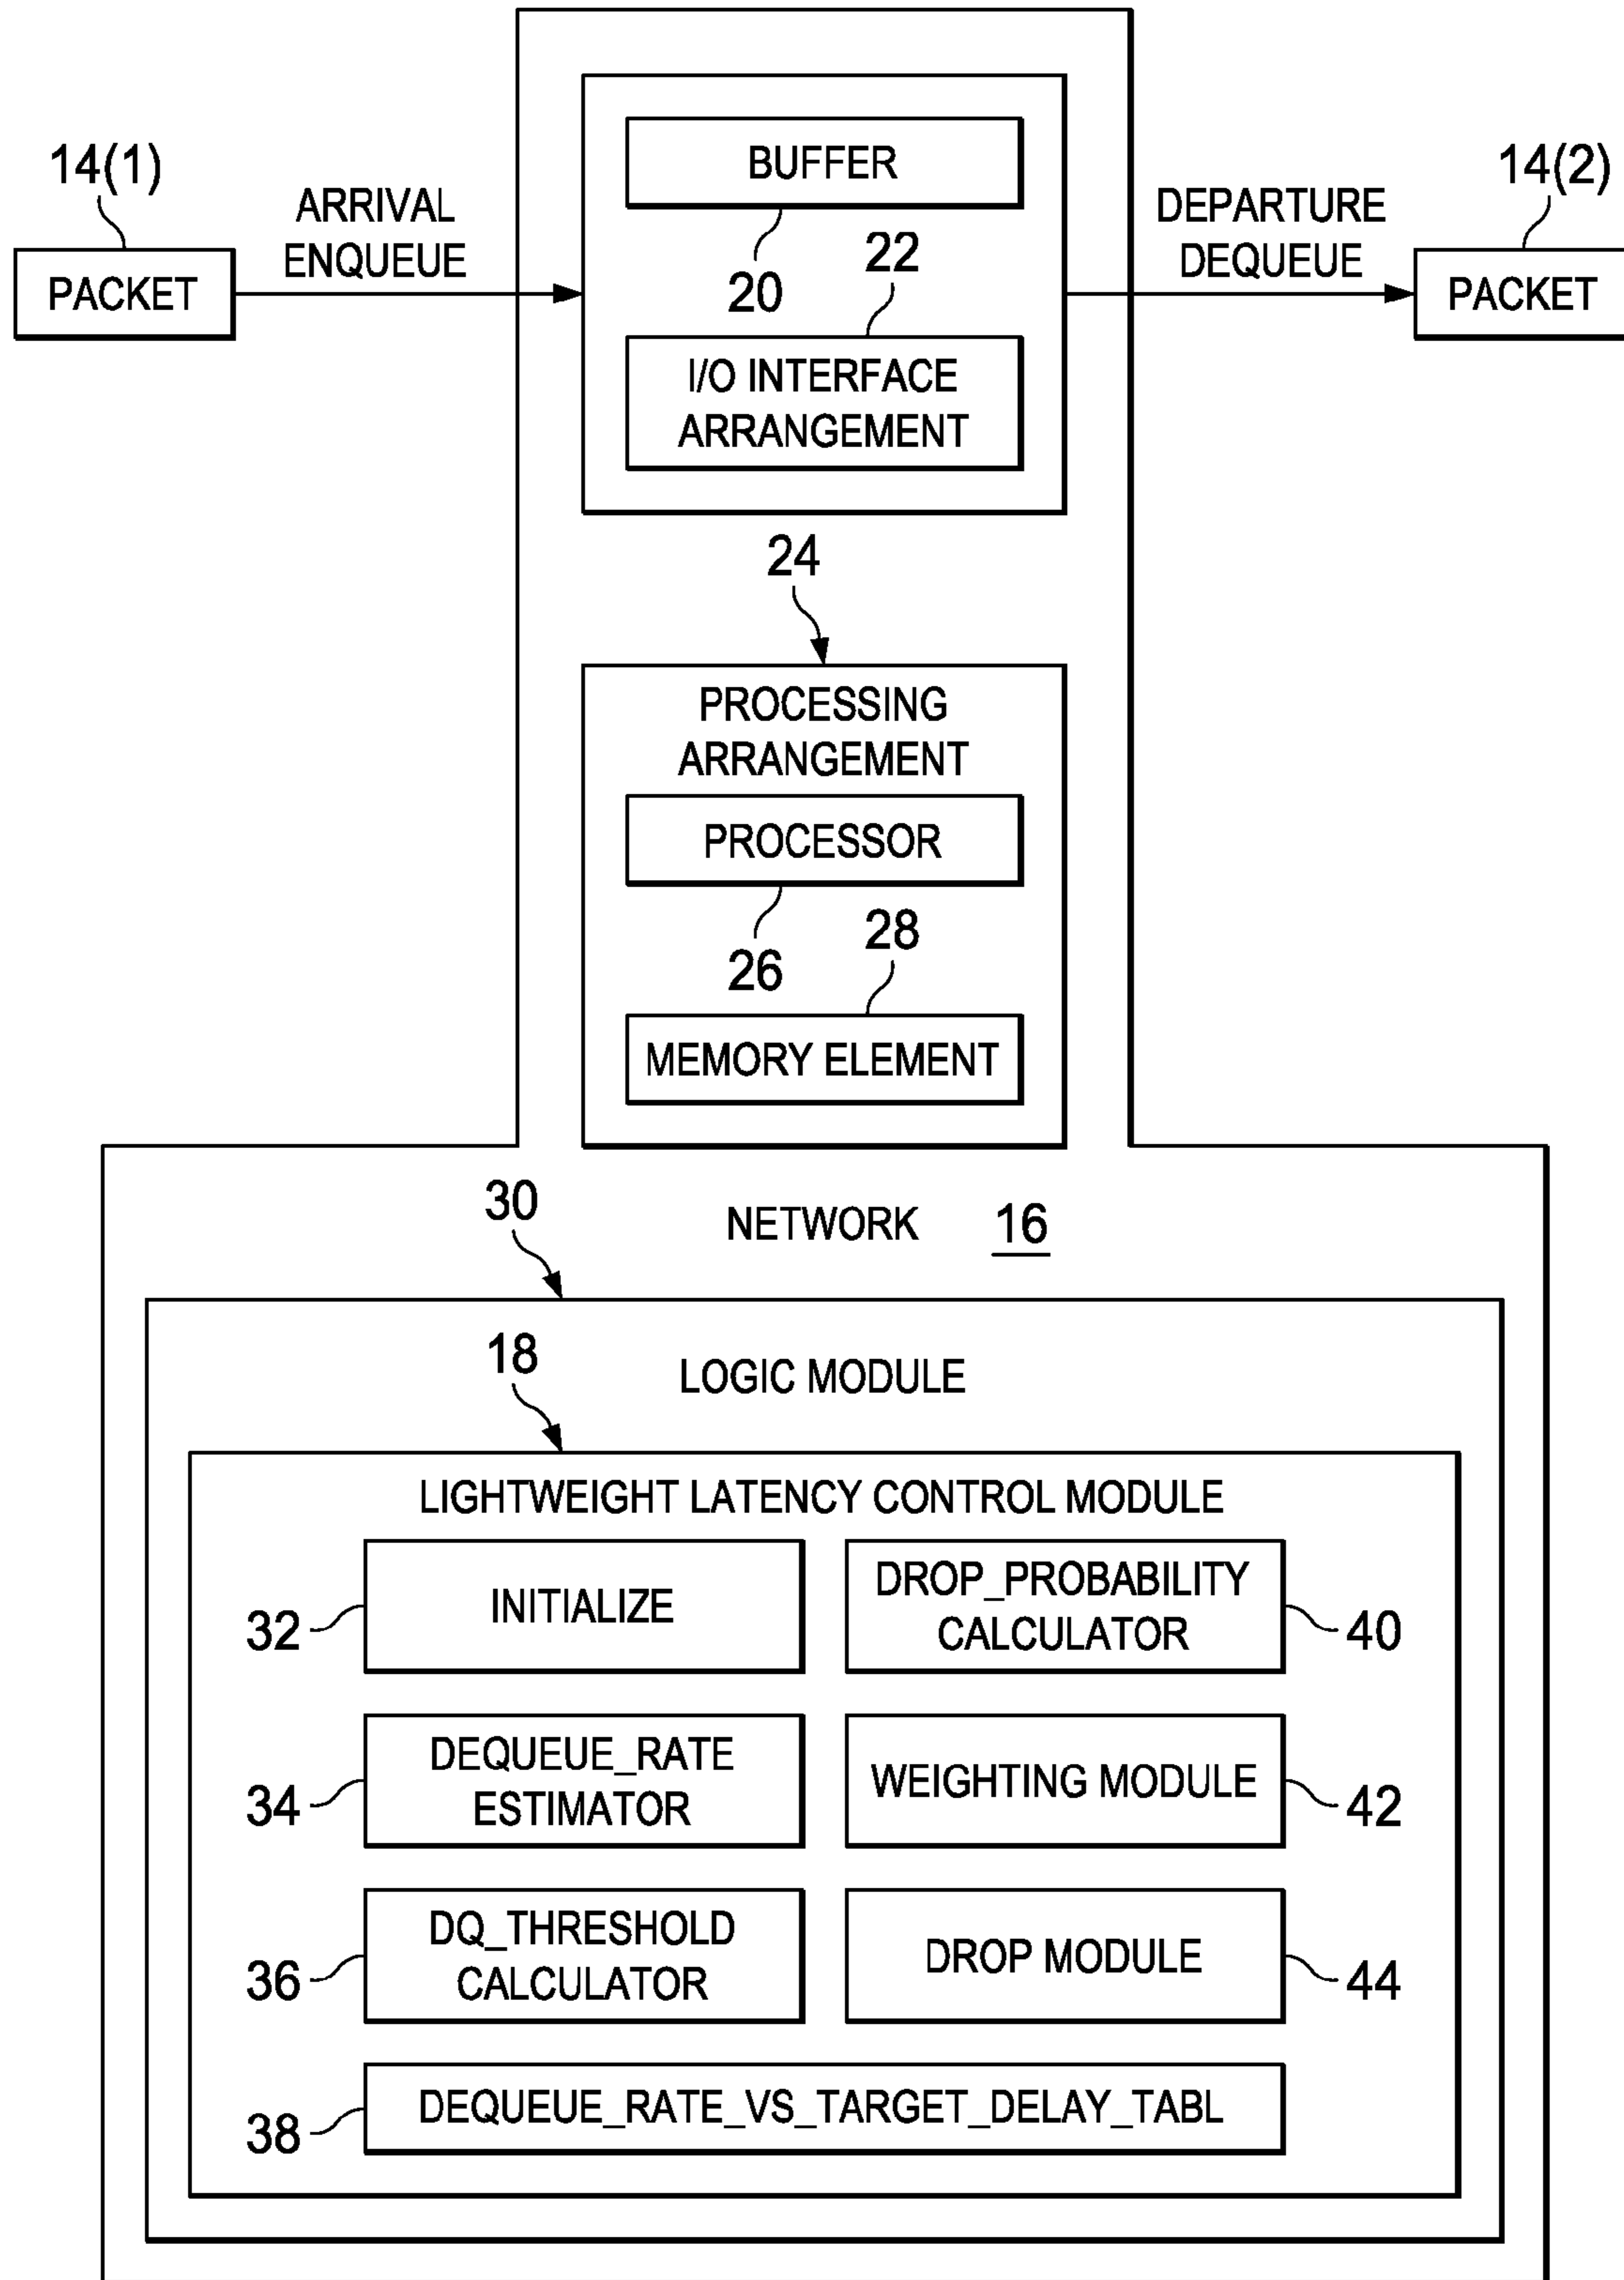 14(1)
PACKET
ARRIVAL
ENQUEUE
BUFFER
20
22
I/O INTERFACE
ARRANGEMENT
DEPARTURE
DEQUEUE
14(2)
PACKET
24
PROCESSING
ARRANGEMENT
PROCESSOR
26
28
MEMORY ELEMENT
NETWORK 16
30
LOGIC MODULE
18
LIGHTWEIGHT LATENCY CONTROL MODULE
32
INITIALIZE
DROP_PROBABILITY
CALCULATOR
40
34
DEQUEUE_RATE
ESTIMATOR
WEIGHTING MODULE
42
36
DQ_THRESHOLD
CALCULATOR
DROP MODULE
44
38
DEQUEUE_RATE_VS_TARGET_DELAY_TABL